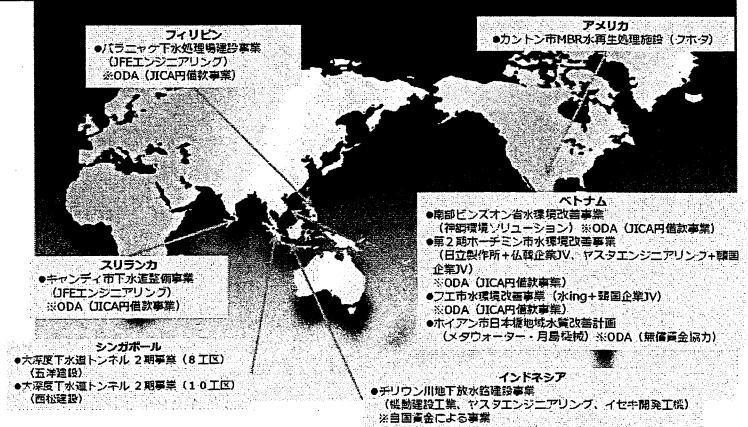 フィリピン
●パラニャケ下水処理場建設事業
(JFEエンジニアリング)
※ODA（JICA円借款事業）
アメリカ
●カントン市MBR水再生処理施設（クボタ）
ベトナム
●南部ビンズオン省水環境改善事業
（神鋼環境ソリューション）※ODA（JICA円借款事業）
●第２期ホーチミン市水環境改善事業
（日立製作所＋仏韓企業JV、ヤスダエンジニアリング＋韓国
企業JV）
※ODA（JICA円借款事業）
●フエ市水環境改善事業（水ing＋韓国企業JV）
※ODA（JICA円借款事業）
●ホイアン市日本橋地域水質改善計画
（メタウォーター・月島機械）※ODA（無償資金協力）
スリランカ
●キャンディ市下水道整備事業
(JFEエンジニアリング)
※ODA（JICA円借款事業）
シンガポール
●大深度下水道トンネル２期事業（８工区）
（五洋建設）
●大深度下水道トンネル２期事業（１０工区）
（西松建設）
インドネシア
●チリウン川地下放水路建設事業
（機動建設工業、ヤスダエンジニアリング、イセキ開発工機）
※自国資金による事業